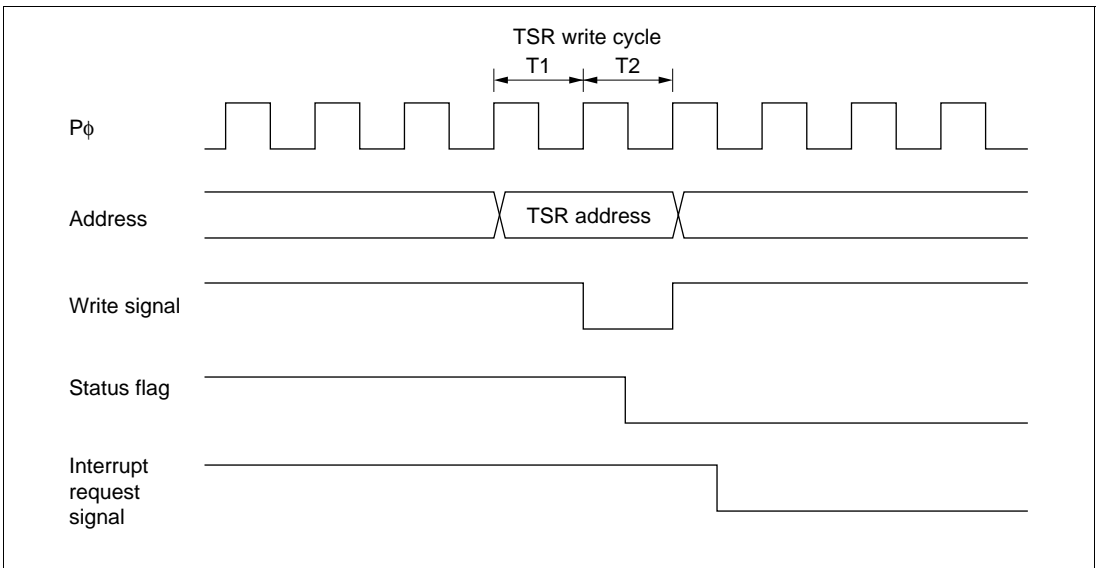 TSR write cycle
T1 T2
Pϕ
Address
TSR address
Write signal
Status flag
Interrupt
request
signal